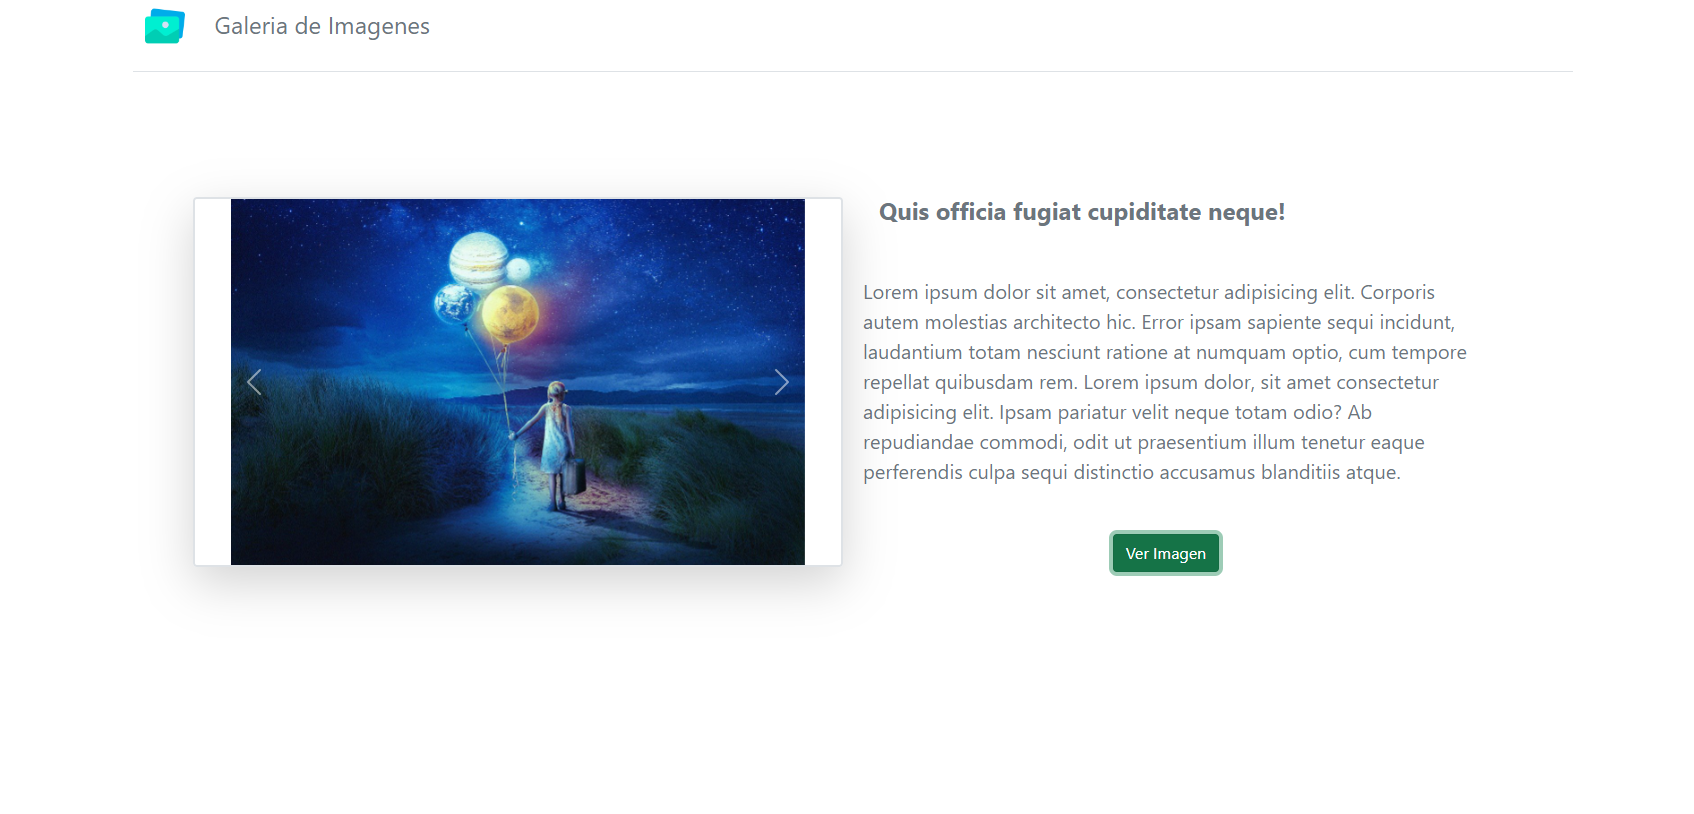 Galeria de Imagenes
Quis officia fugiat cupiditate neque!
Lorem ipsum dolor sit amet, consectetur adipisicing elit. Corporis
autem molestias architecto hic. Error ipsam sapiente sequi incidunt,
laudantium totam nesciunt ratione at numquam optio, cum tempore
repellat quibusdam rem. Lorem ipsum dolor, sit amet consectetur
adipisicing elit. Ipsam pariatur velit neque totam odio? Ab
repudiandae commodi, odit ut praesentium illum tenetur eaque
perferendis culpa sequi distinctio accusamus blanditiis atque.
Ver Imagen